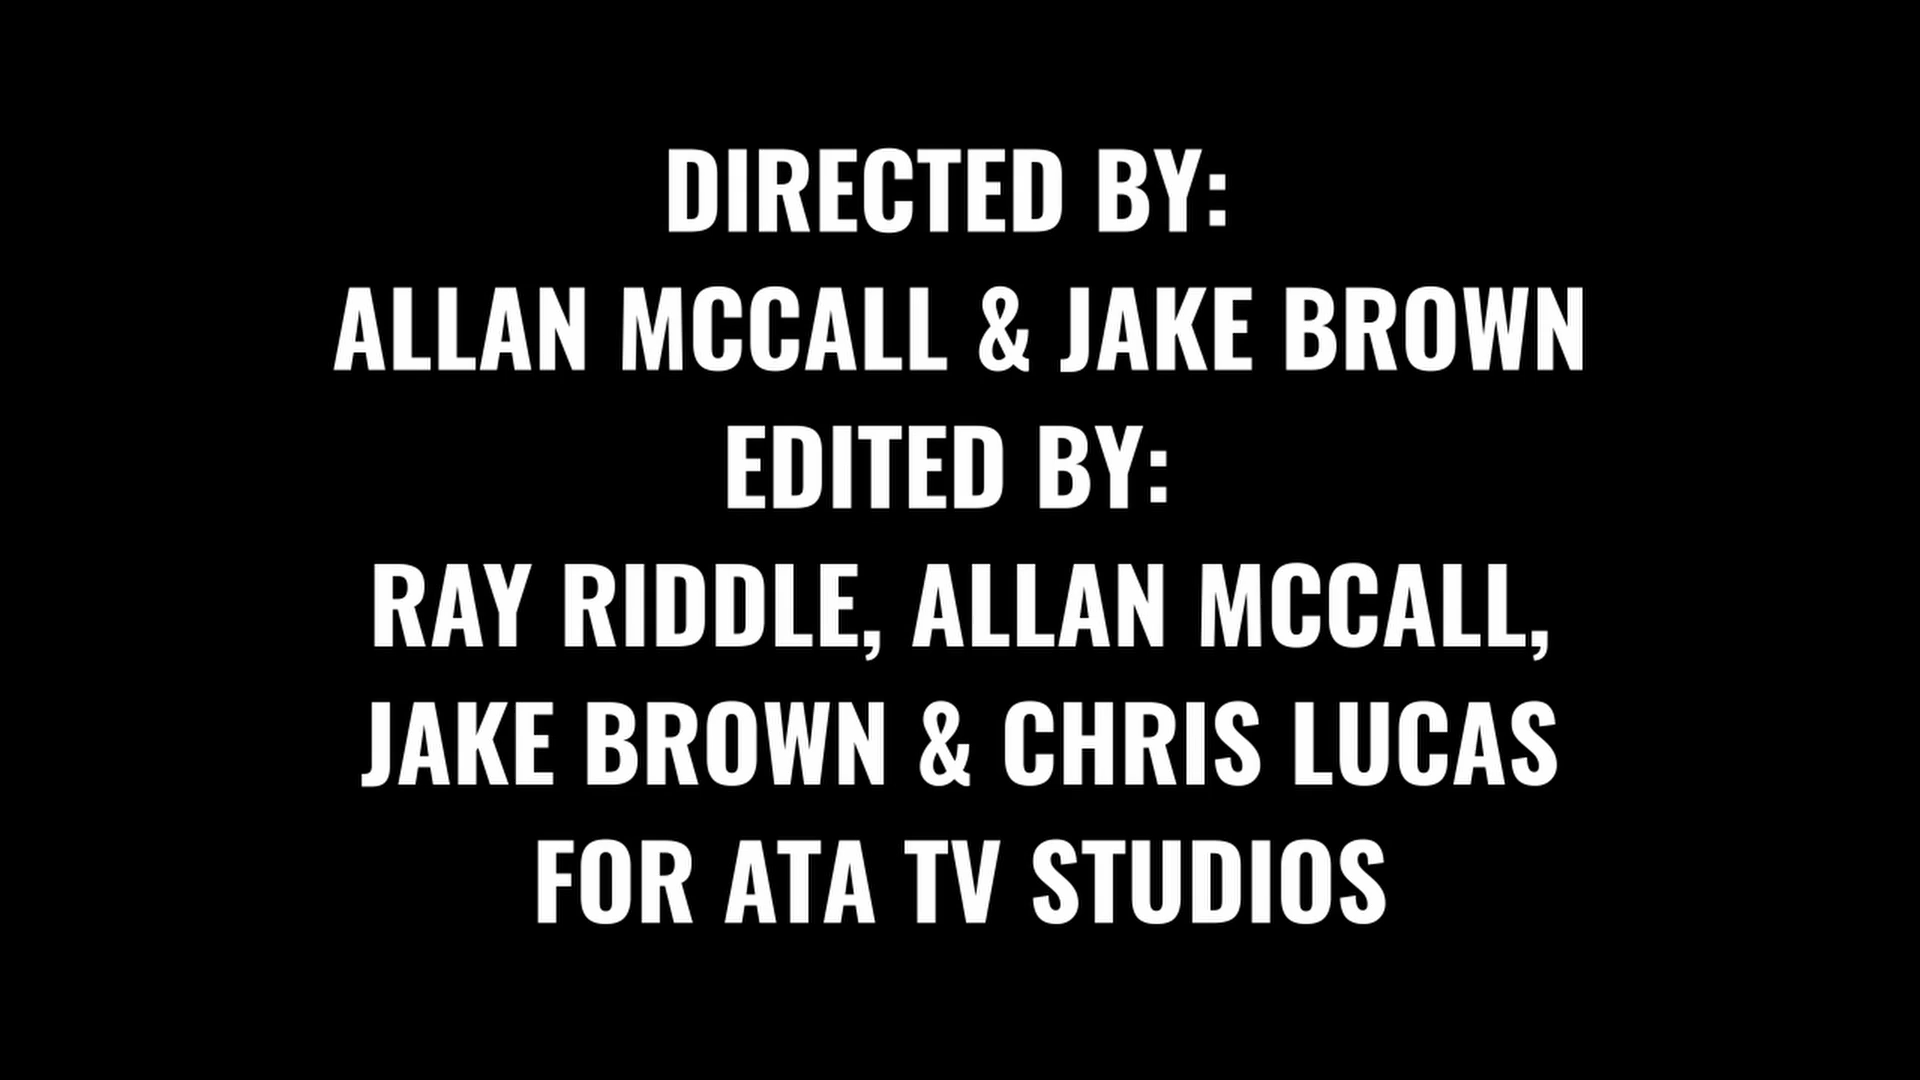 DIRECTED BY:
ALLAN MCCALL & JAKE BROWN
EDITED BY:
RAY RIDDLE, ALLAN MCCALL,
JAKE BROWN & CHRIS LUCAS
FOR ATA TV STUDIOS